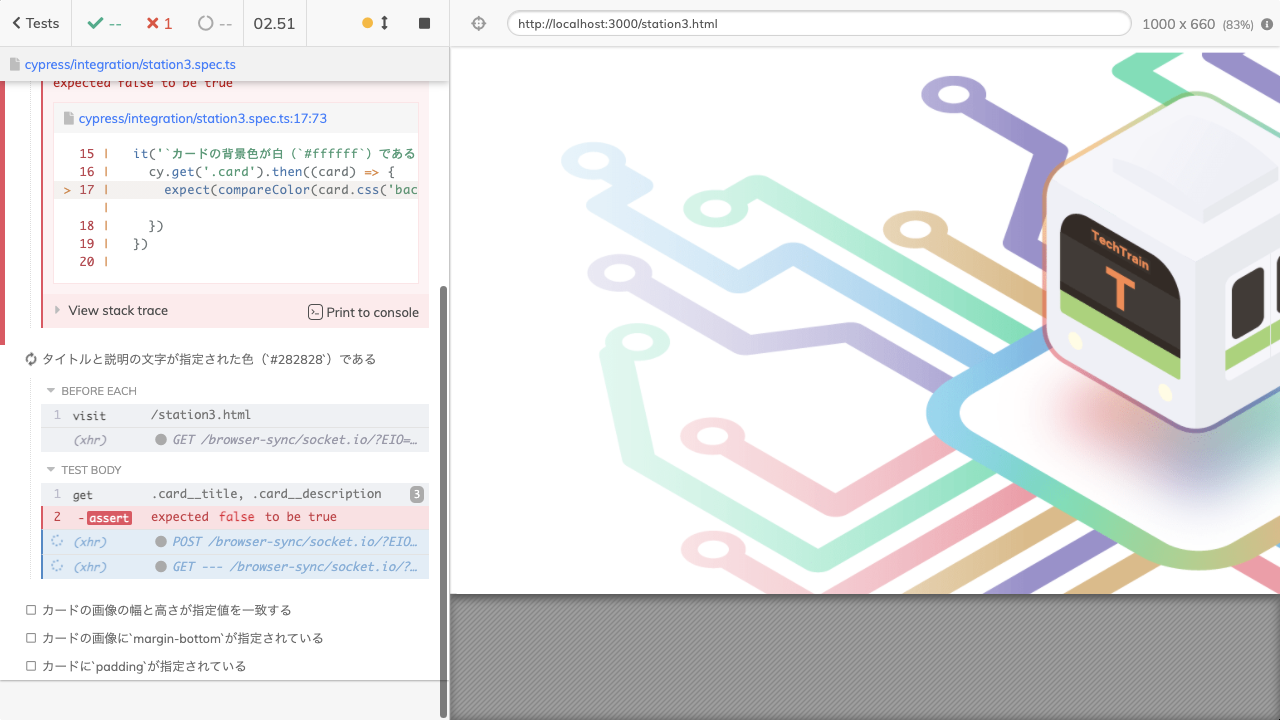 Tests
--
1
--
02.51
http://localhost:3000/station3.html
1000 x 660 (83%)
cypress/integration/station3.spec.ts
expected false to be true
cypress/integration/station3.spec.ts:17:73
15 | it('`カードの背景色が白（`#ffffff`）である
16 | cy.get('.card').then((card) => {
> 17 | expect(compareColor(card.css('bac
|
18 | })
19 | })
20 |
View stack trace
Print to console
タイトルと説明の文字が指定された色（`#282828`）である
BEFORE EACH
1 visit /station3.html
(xhr) GET /browser-sync/socket.io/?EIO=…
TEST BODY
1 get .card__title, .card__description 3
2 -assert expected false to be true
(xhr) POST /browser-sync/socket.io/?EIO…
(xhr) GET --- /browser-sync/socket.io/?…
カードの画像の幅と高さが指定値を一致する
カードの画像に`margin-bottom`が指定されている
カードに`padding`が指定されている
TechTrain
T